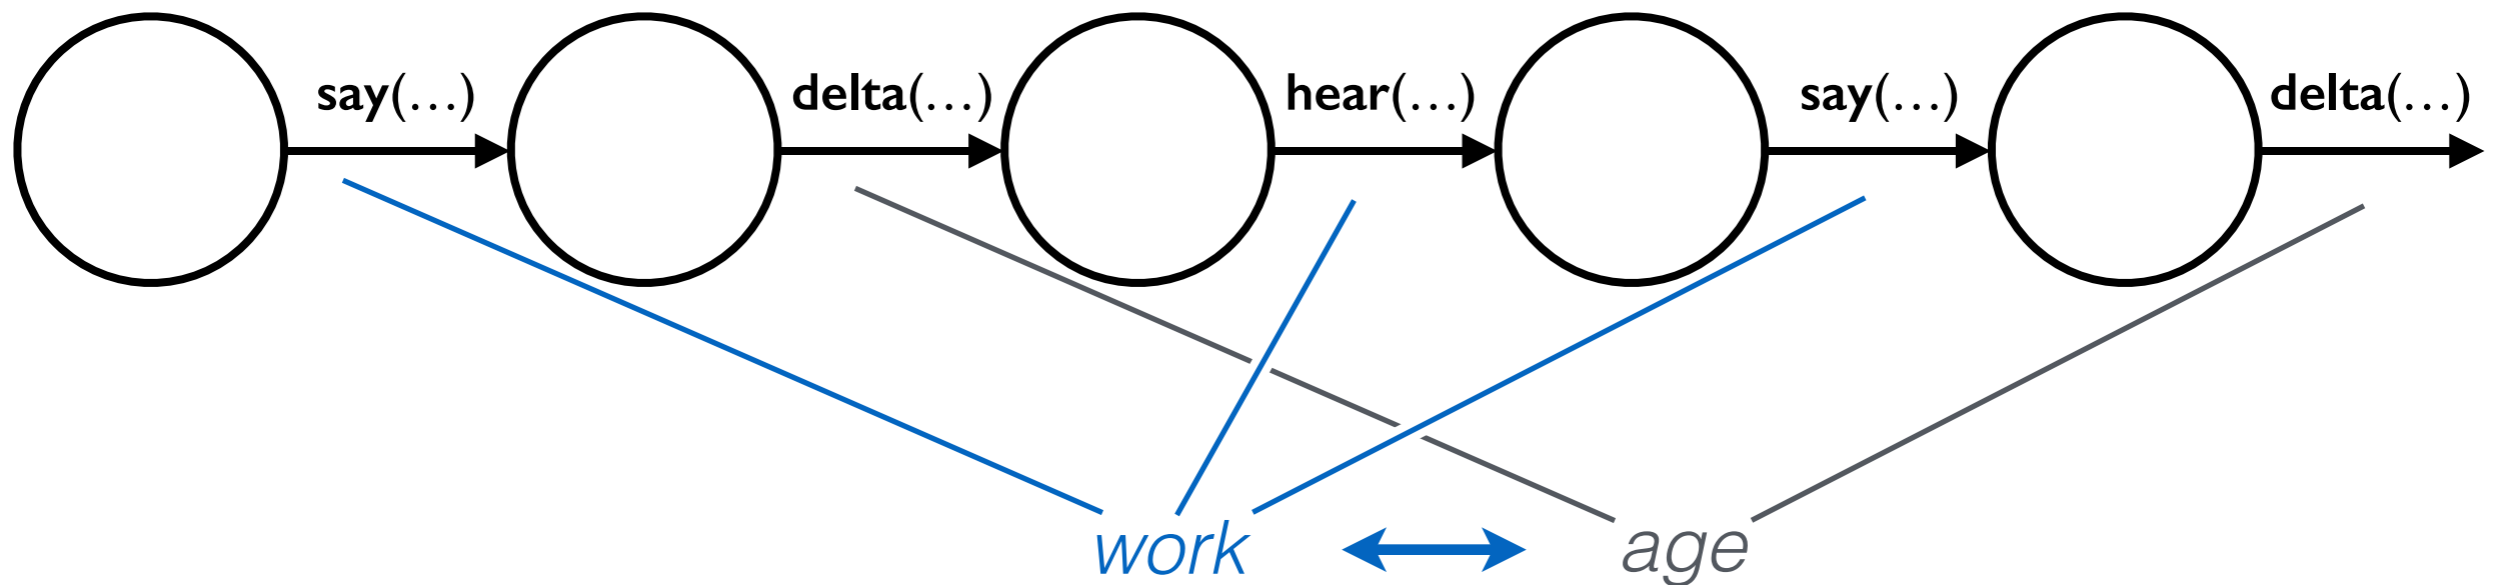 say(...) delta(...) hear(...) say(...) delta(...)
work age